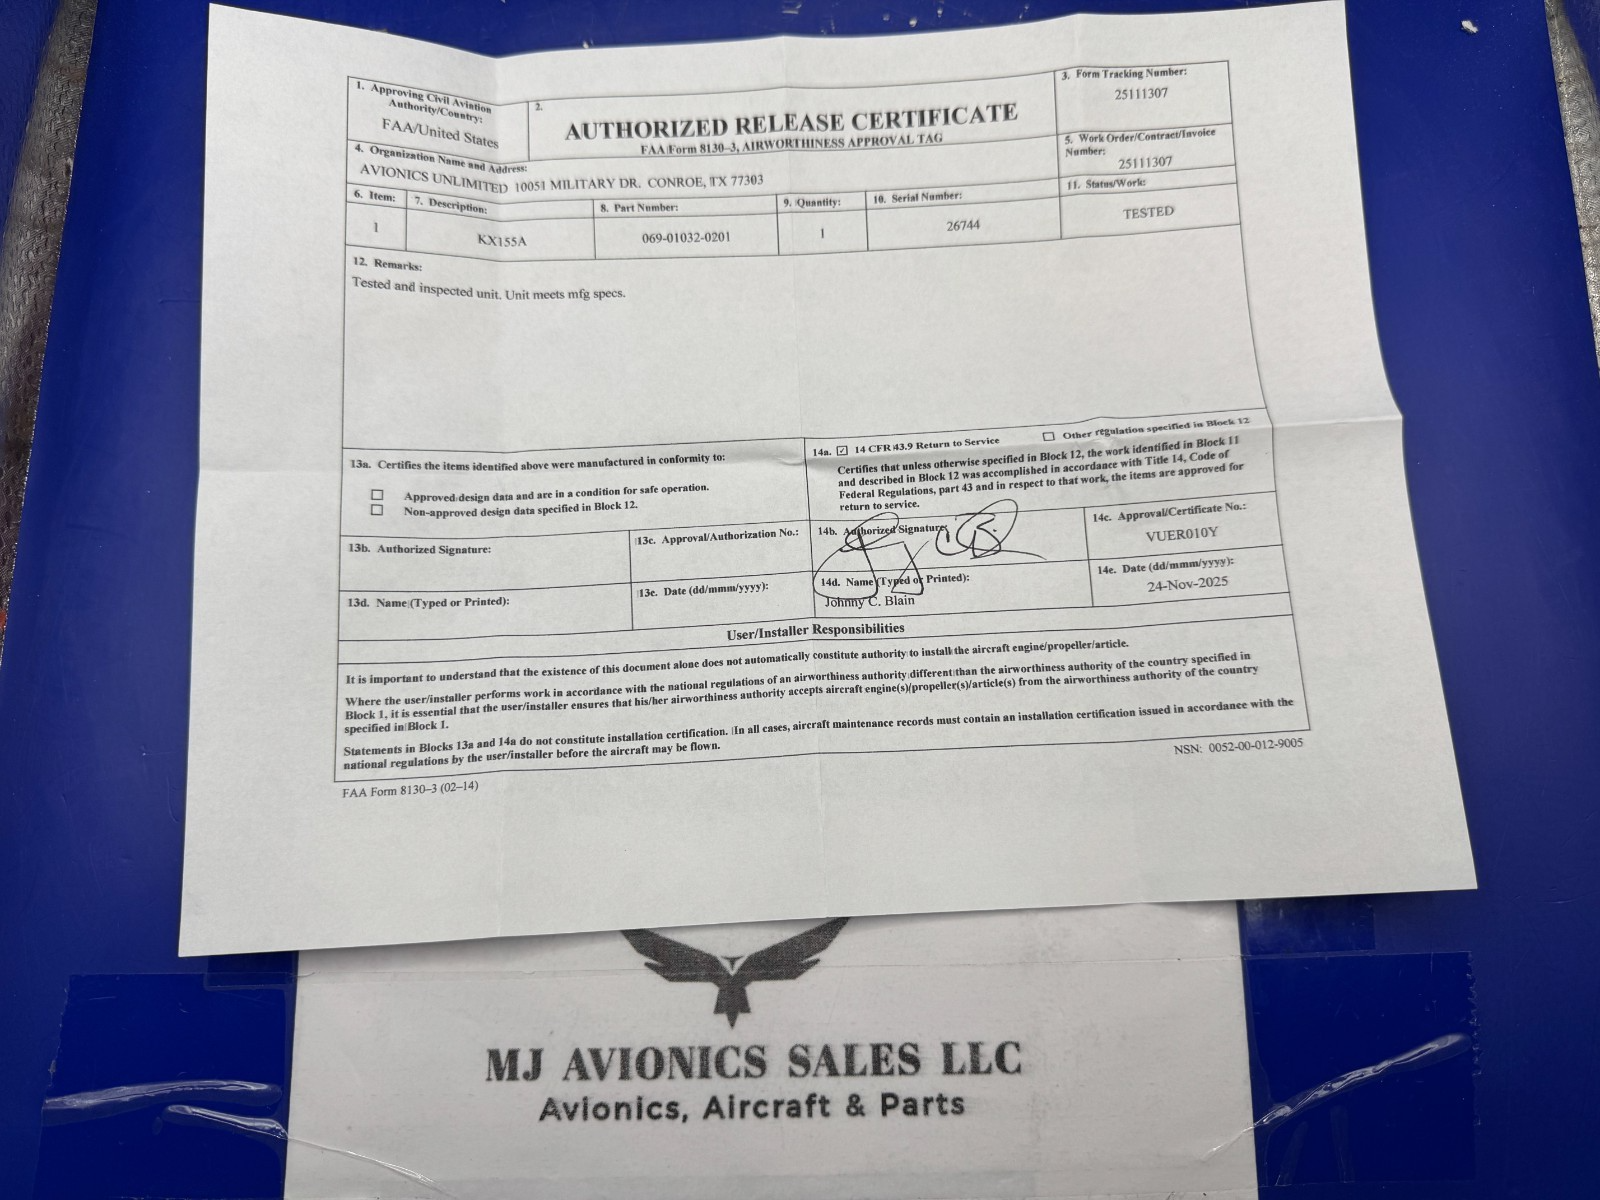 1. Approving Civil Aviation
Authority/Country:
FAA/United States
2.
AUTHORIZED RELEASE CERTIFICATE
FAA Form 8130–3, AIRWORTHINESS APPROVAL TAG
3. Form Tracking Number:
25111307
4. Organization Name and Address:
AVIONICS UNLIMITED 10051 MILITARY DR. CONROE, TX 77303
5. Work Order/Contract/Invoice
Number:
25111307
6. Item:
7. Description:
8. Part Number:
9. Quantity:
10. Serial Number:
11. Status/Work:
1
KX155A
069-01032-0201
1
26744
TESTED
12. Remarks:
Tested and inspected unit. Unit meets mfg specs.
13a. Certifies the items identified above were manufactured in conformity to:
Approved design data and are in a condition for safe operation.
Non-approved design data specified in Block 12.
14a. 14 CFR 43.9 Return to Service
Other regulation specified in Block 12
Certifies that unless otherwise specified in Block 12, the work identified in Block 11
and described in Block 12 was accomplished in accordance with Title 14, Code of
Federal Regulations, part 43 and in respect to that work, the items are approved for
return to service.
13b. Authorized Signature:
13c. Approval/Authorization No.:
14b. Authorized Signature:
14c. Approval/Certificate No.:
VUER010Y
13d. Name (Typed or Printed):
13e. Date (dd/mmm/yyyy):
14d. Name (Typed or Printed):
Johnny C. Blain
14e. Date (dd/mmm/yyyy):
24-Nov-2025
User/Installer Responsibilities
It is important to understand that the existence of this document alone does not automatically constitute authority to install the aircraft engine/propeller/article.
Where the user/installer performs work in accordance with the national regulations of an airworthiness authority different than the airworthiness authority of the country specified in
Block 1, it is essential that the user/installer ensures that his/her airworthiness authority accepts aircraft engine(s)/propeller(s)/article(s) from the airworthiness authority of the country
specified in Block 1.
Statements in Blocks 13a and 14a do not constitute installation certification. In all cases, aircraft maintenance records must contain an installation certification issued in accordance with the
national regulations by the user/installer before the aircraft may be flown.
FAA Form 8130–3 (02–14)
NSN: 0052-00-012-9005
MJ AVIONICS SALES LLC
Avionics, Aircraft & Parts